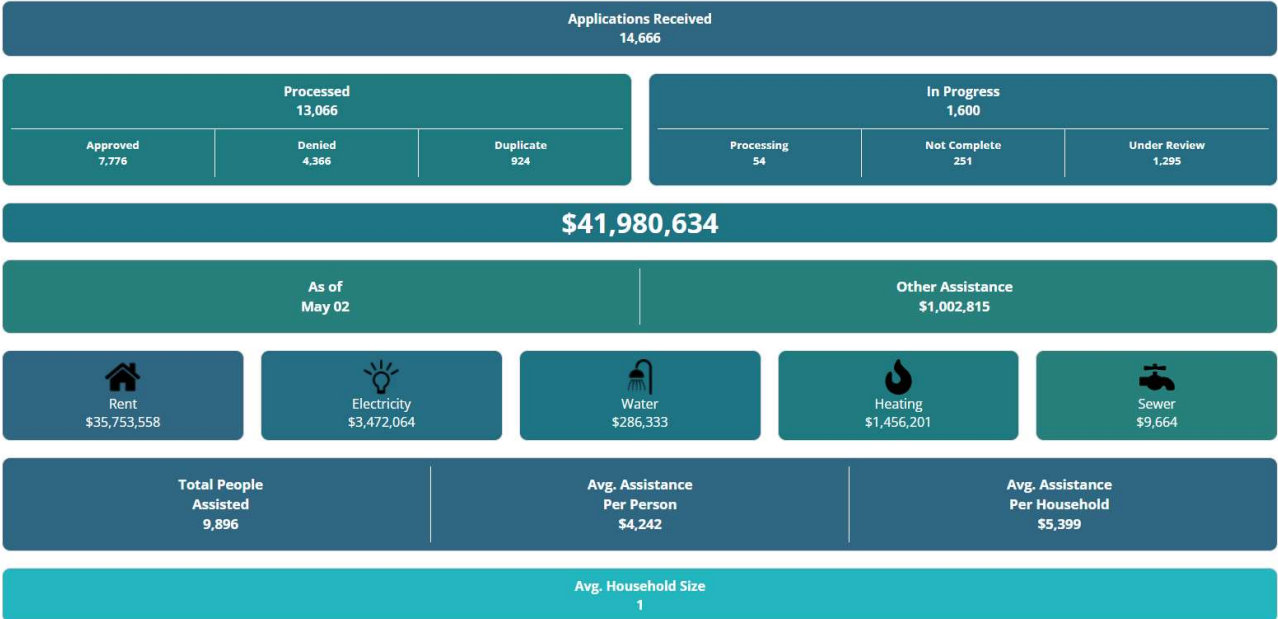 Applications Received
14,666
Processed
13,066
Approved
7,776
Denied
4,366
Duplicate
924
In Progress
1,600
Processing
54
Not Complete
251
Under Review
1,295
$41,980,634
As of
May 02
Other Assistance
$1,002,815
Rent
$35,753,558
Electricity
$3,472,064
Water
$286,333
Heating
$1,456,201
Sewer
$9,664
Total People
Assisted
9,896
Avg. Assistance
Per Person
$4,242
Avg. Assistance
Per Household
$5,399
Avg. Household Size
1